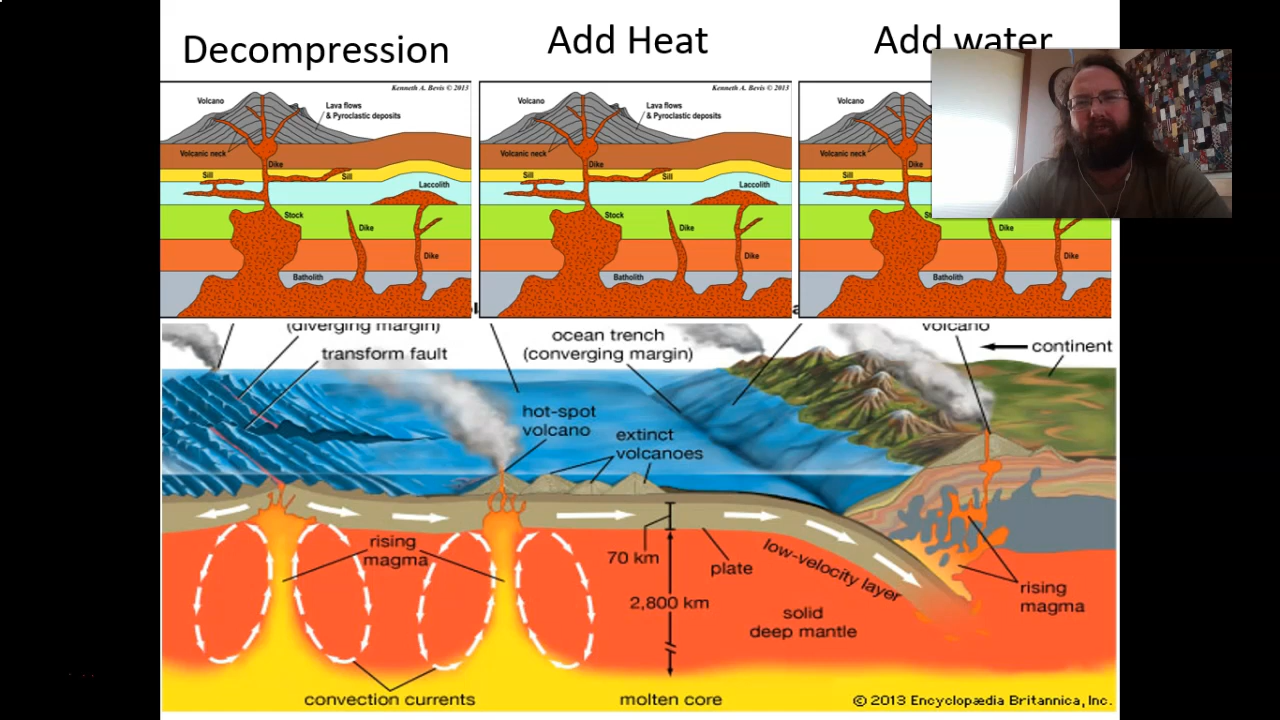 Decompression
Add Heat
Add water
Kenneth A. Bevis © 2013
Volcano
Lava flows
& Pyroclastic deposits
Volcanic neck
Dike
Sill
Sill
Laccolith
Stock
Dike
Dike
Batholith
Kenneth A. Bevis © 2013
Volcano
Lava flows
& Pyroclastic deposits
Volcanic neck
Dike
Sill
Sill
Laccolith
Stock
Dike
Dike
Batholith
Volcano
Volcanic neck
Dike
Sill
Dike
Dike
Batholith
(diverging margin)
transform fault
ocean trench
(converging margin)
volcano
continent
hot-spot
volcano
extinct
volcanoes
rising
magma
70 km
plate
low-velocity layer
2,800 km
solid
deep mantle
rising
magma
convection currents
molten core
© 2013 Encyclopædia Britannica, Inc.